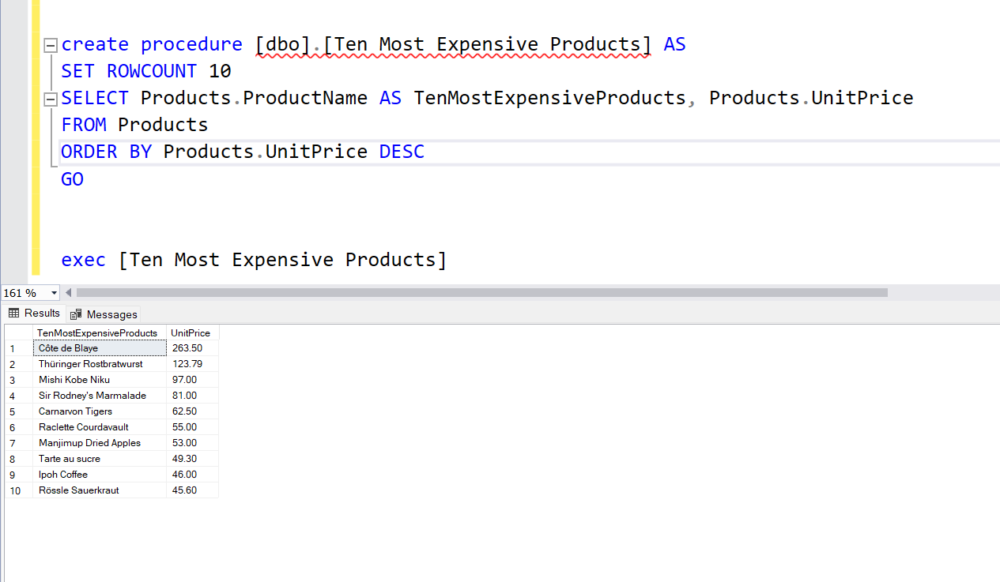 create procedure [dbo].[Ten Most Expensive Products] AS
SET ROWCOUNT 10
SELECT Products.ProductName AS TenMostExpensiveProducts, Products.UnitPrice
FROM Products
ORDER BY Products.UnitPrice DESC
GO
exec [Ten Most Expensive Products]
161 %
Results Messages
TenMostExpensiveProducts UnitPrice
1 Côte de Blaye 263.50
2 Thüringer Rostbratwurst 123.79
3 Mishi Kobe Niku 97.00
4 Sir Rodney's Marmalade 81.00
5 Carnarvon Tigers 62.50
6 Raclette Courdavault 55.00
7 Manjimup Dried Apples 53.00
8 Tarte au sucre 49.30
9 Ipoh Coffee 46.00
10 Rössle Sauerkraut 45.60